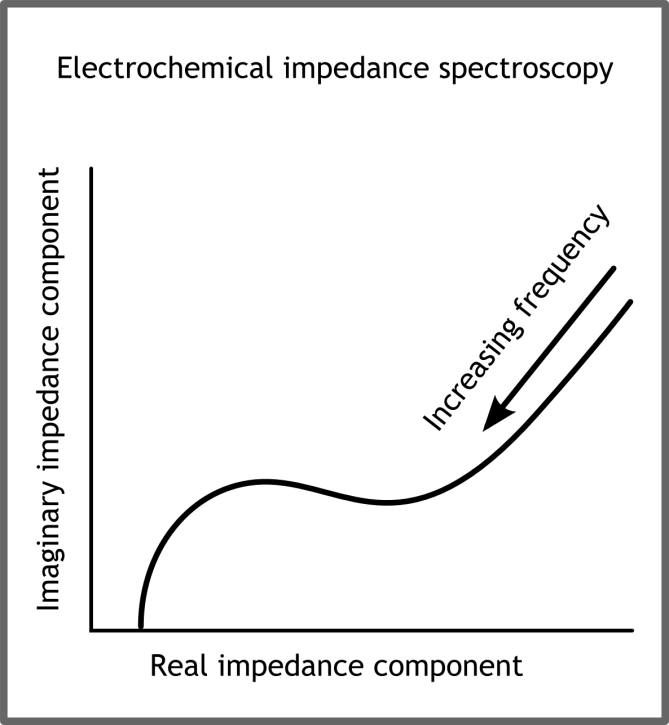 Electrochemical impedance spectroscopy
Imaginary impedance component
Increasing frequency
Real impedance component